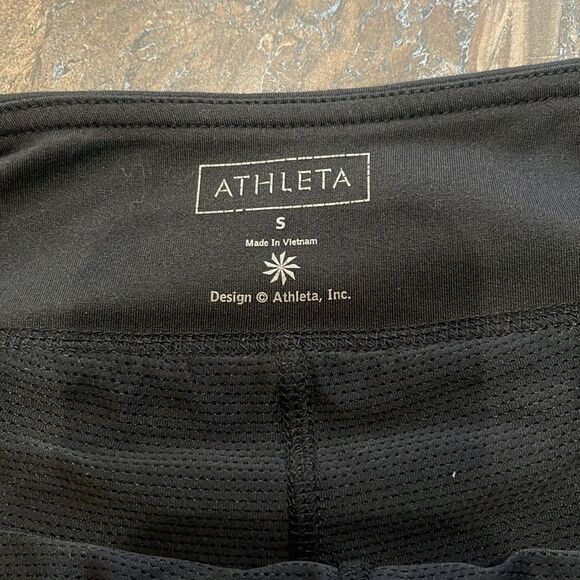 ATHLETA
S
Made In Vietnam
Design © Athleta, Inc.